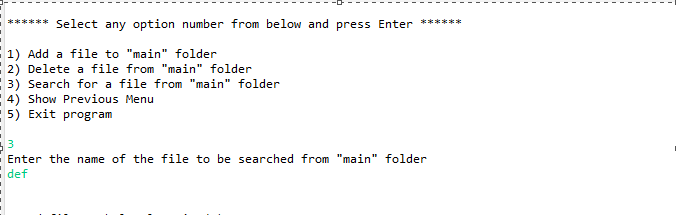 ****** Select any option number from below and press Enter ******
1) Add a file to "main" folder
2) Delete a file from "main" folder
3) Search for a file from "main" folder
4) Show Previous Menu
5) Exit program
3
Enter the name of the file to be searched from "main" folder
def